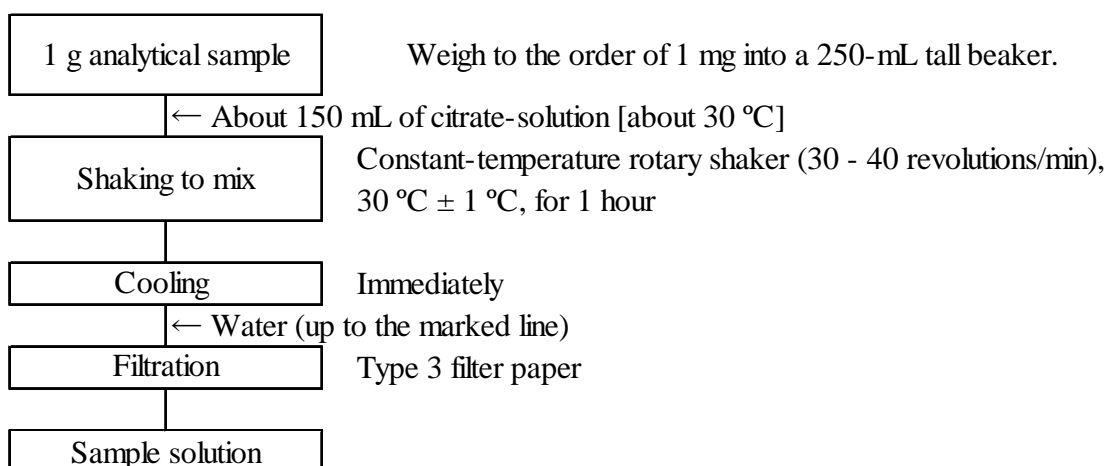 1 g analytical sample
Weigh to the order of 1 mg into a 250-mL tall beaker.
← About 150 mL of citrate-solution [about 30 ºC]
Shaking to mix
Constant-temperature rotary shaker (30 - 40 revolutions/min),
30 ºC ± 1 ºC, for 1 hour
Cooling
Immediately
← Water (up to the marked line)
Filtration
Type 3 filter paper
Sample solution